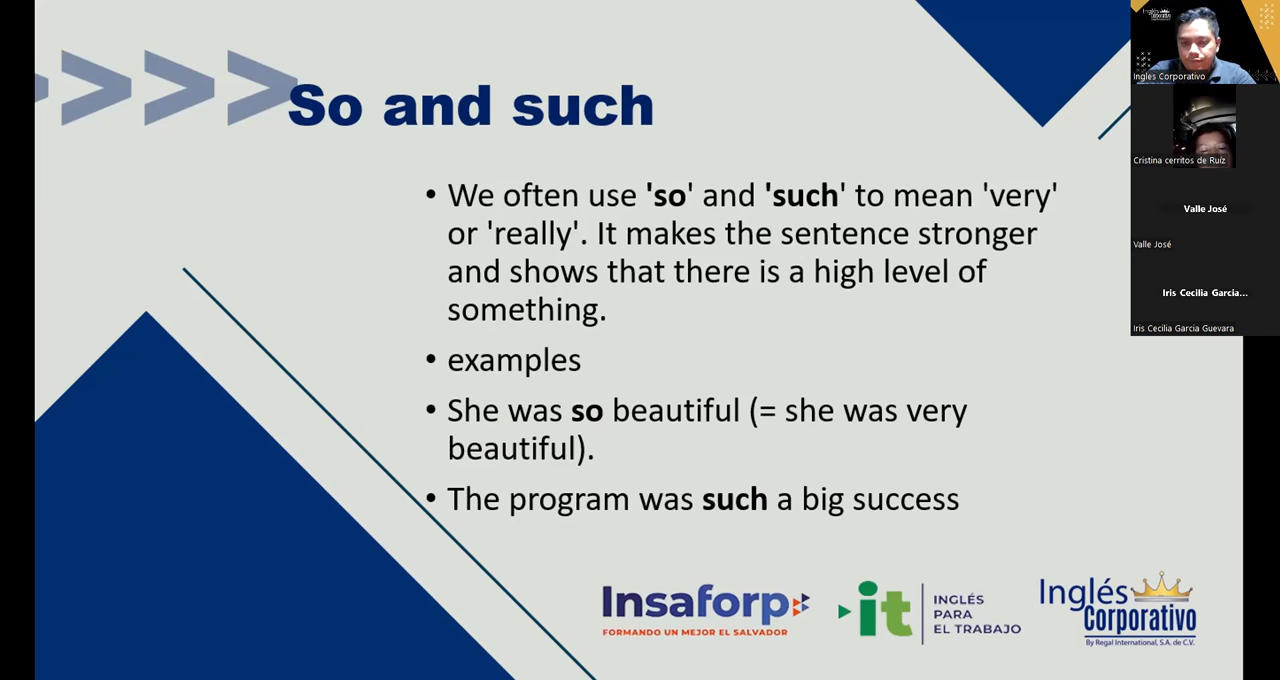 So and such
• We often use 'so' and 'such' to mean 'very'
or 'really'. It makes the sentence stronger
and shows that there is a high level of
something.
• examples
• She was so beautiful (= she was very
beautiful).
• The program was such a big success
Insaforp
FORMANDO UN MEJOR EL SALVADOR
it
INGLÉS
PARA
EL TRABAJO
Inglés
Corporativo
By Regal International, S.A. de C.V.
Inglés
Corporativo
Ingles Corporativo
Cristina cerritos de Ruíz
Valle José
Valle José
Iris Cecilia Garcia...
Iris Cecilia Garcia Guevara